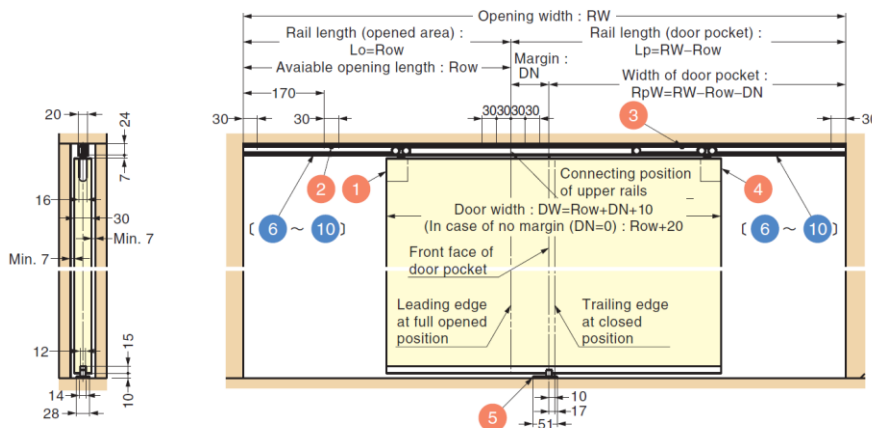 Opening width : RW
Rail length (opened area) :
Lo=Row
Rail length (door pocket) :
Lp=RW−Row
Avaiable opening length : Row
Margin :
DN
Width of door pocket :
RpW=RW−Row−DN
170
30
30
30303030
30
3
20
24
7
16
30
Min. 7
Min. 7
2
1
4
Connecting position
of upper rails
Door width : DW=Row+DN+10
(In case of no margin (DN=0) : Row+20
〔 6 ~ 10 〕
〔 6 ~ 10 〕
Front face of
door pocket
Leading edge
at full opened
position
Trailing edge
at closed
position
12
15
10
14
28
5
10
17
51